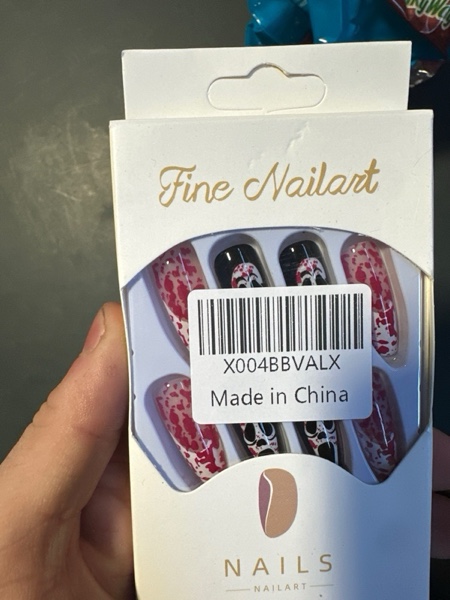 Fine Nailart
X004BBVALX
Made in China
NAILS
NAILART